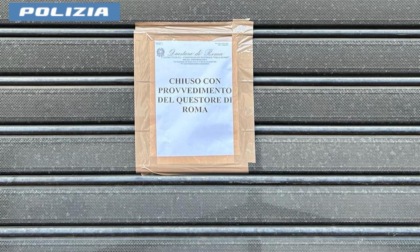 POLIZIA
Questura di Roma
CHIUSO CON
PROVVEDIMENTO
DEL QUESTORE DI
ROMA